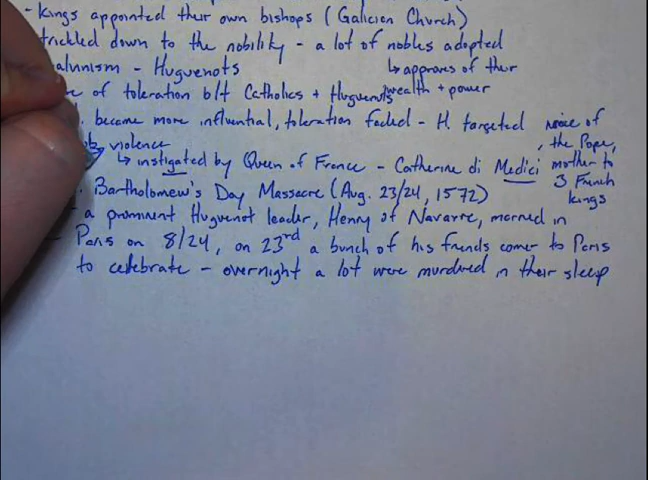 - Kings appointed their own bishops (Galican Church)
trickled down to the nobility - a lot of nobles adopted
alvinism - Huguenots
↳ approves of their
wealth + power
of toleration b/t Catholics + Huguenots
become more influential, toleration faded - H. targeted
violence
niece of
the Pope,
mother to
3 French
kings
↳ instigated by Queen of France - Catherine di Medici
Bartholomew's Day Massacre (Aug. 23/24, 1572)
- a prominent Huguenot leader, Henry of Navarre, married in
Paris on 8/24, on 23rd a bunch of his friends come to Paris
to celebrate - overnight a lot were murdered in their sleep